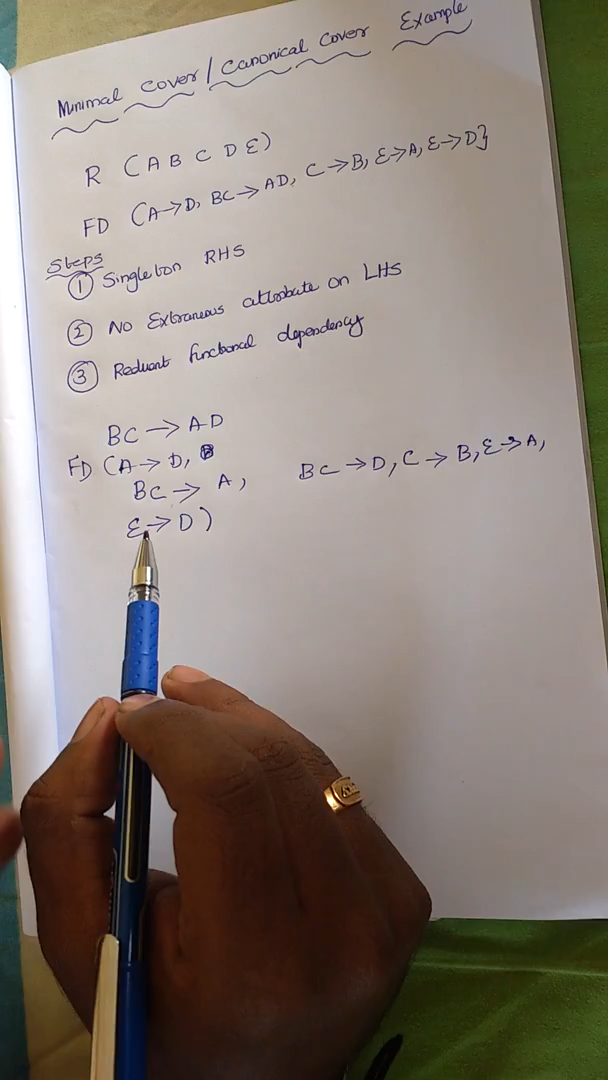 Minimal Cover / Canonical Cover Example
R (A B C D E)
FD (A→D, BC→AD, C→B, E→A, E→D}
Steps
① Singleton RHS
② No Extraneous attribute on LHS
③ Reduant functional dependency
BC → AD
FD (A→D,
BC → A, BC → D, C → B, E→A,
E→D)